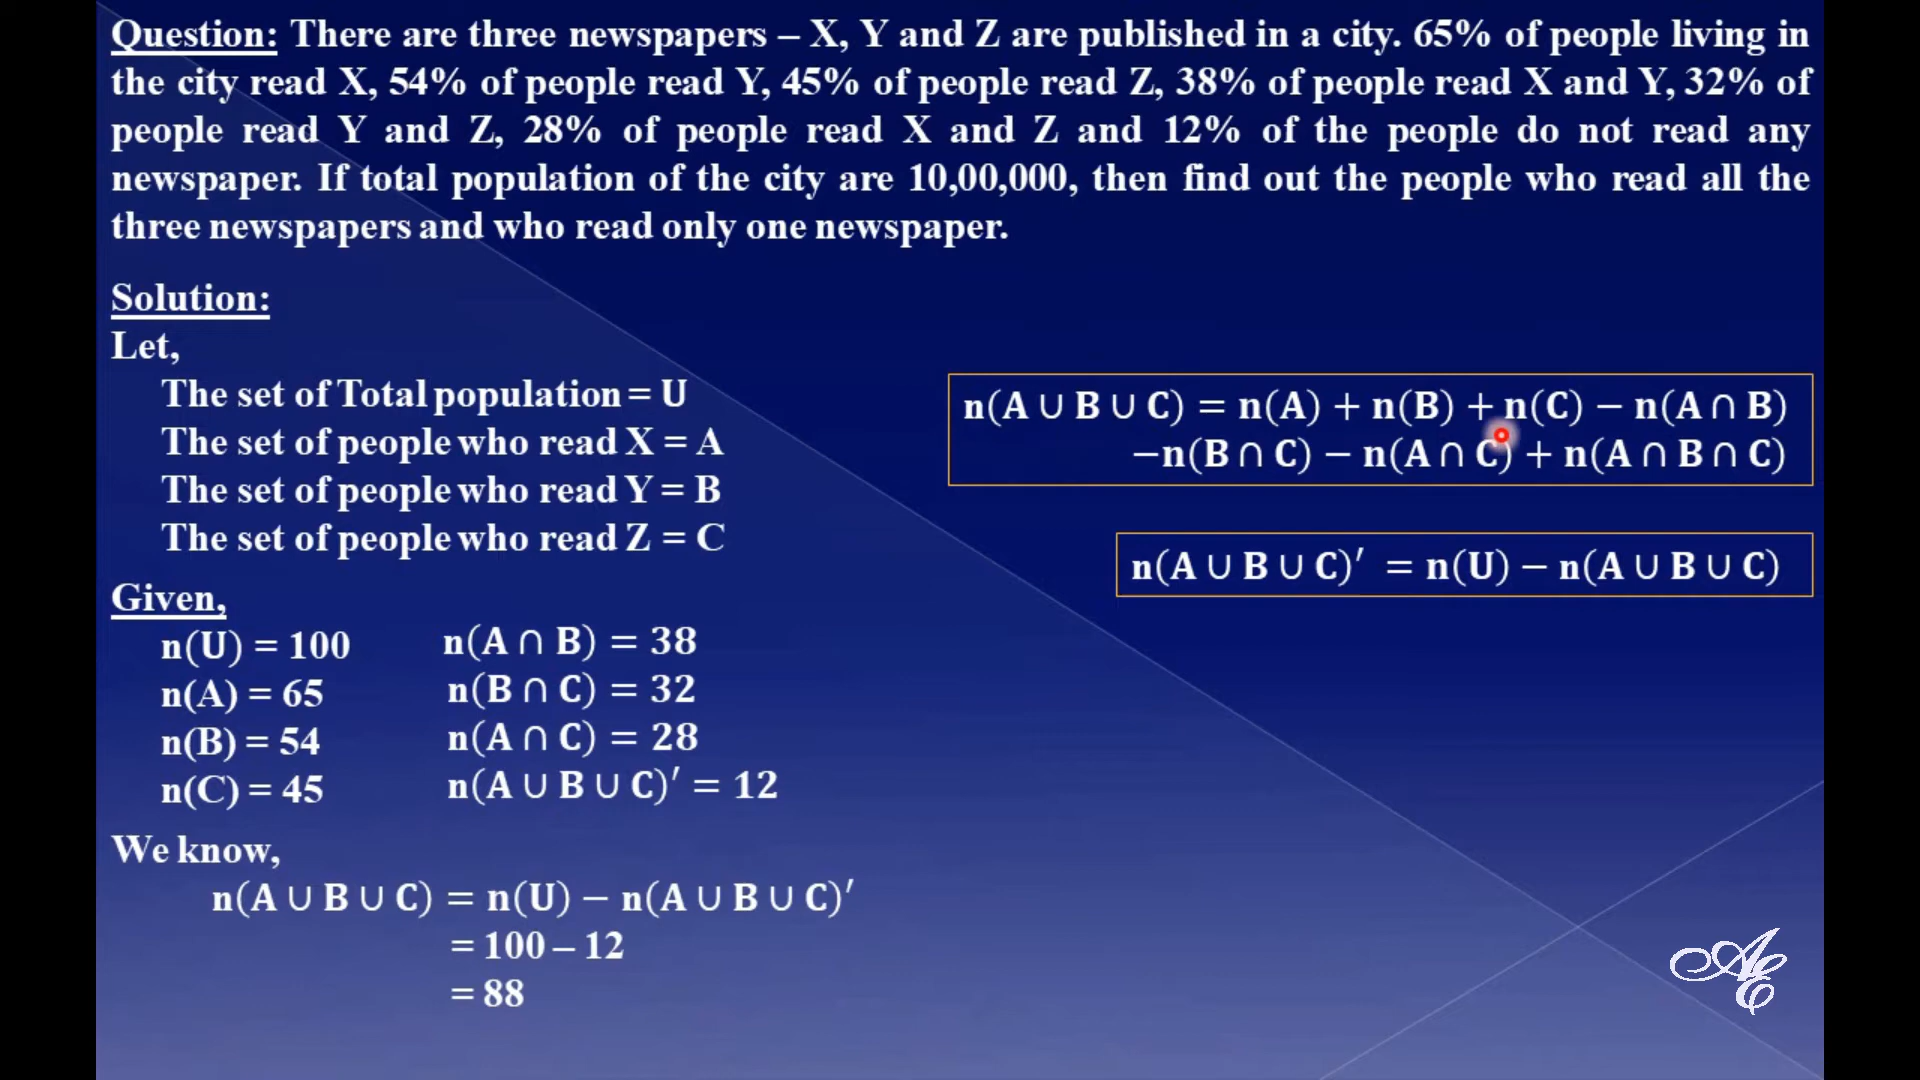 Question: There are three newspapers – X, Y and Z are published in a city. 65% of people living in
the city read X, 54% of people read Y, 45% of people read Z, 38% of people read X and Y, 32% of
people read Y and Z, 28% of people read X and Z and 12% of the people do not read any
newspaper. If total population of the city are 10,00,000, then find out the people who read all the
three newspapers and who read only one newspaper.
Solution:
Let,
The set of Total population = U
The set of people who read X = A
The set of people who read Y = B
The set of people who read Z = C
n(A ∪ B ∪ C) = n(A) + n(B) + n(C) − n(A ∩ B)
−n(B ∩ C) − n(A ∩ C) + n(A ∩ B ∩ C)
n(A ∪ B ∪ C)′ = n(U) − n(A ∪ B ∪ C)
Given,
n(U) = 100
n(A) = 65
n(B) = 54
n(C) = 45
n(A ∩ B) = 38
n(B ∩ C) = 32
n(A ∩ C) = 28
n(A ∪ B ∪ C)′ = 12
We know,
n(A ∪ B ∪ C) = n(U) − n(A ∪ B ∪ C)′
= 100 – 12
= 88
AE